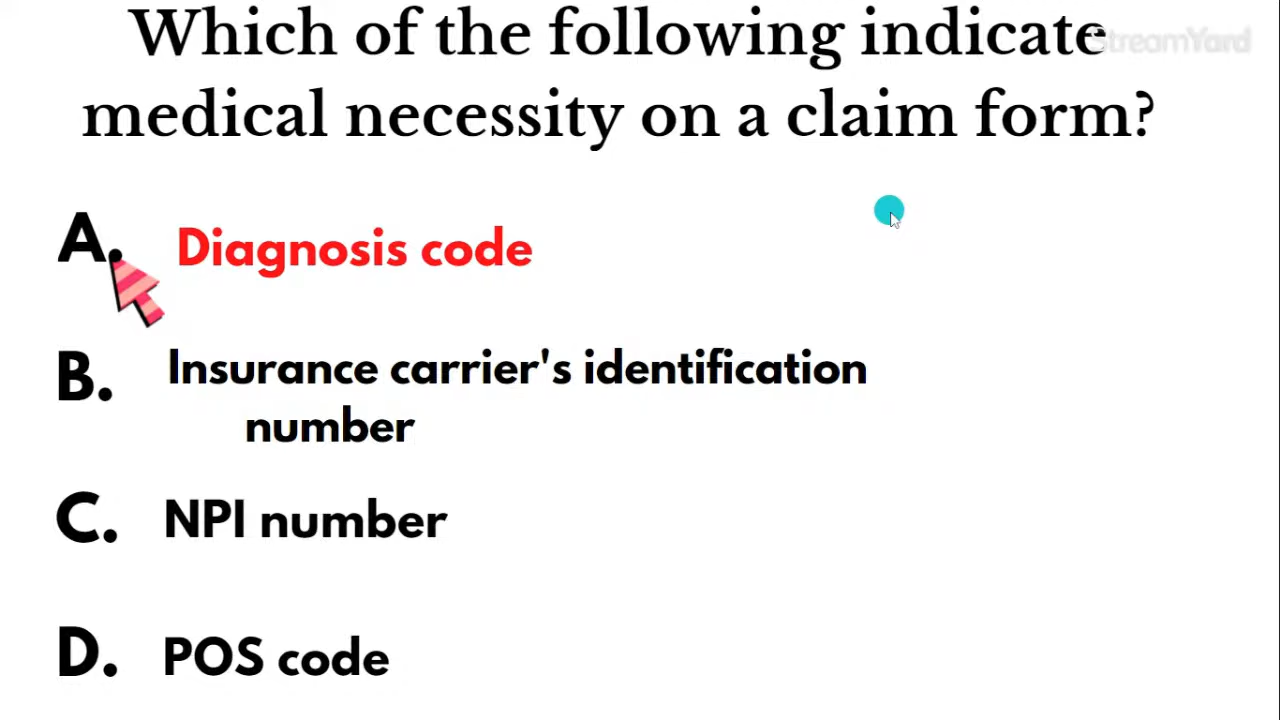 Which of the following indicate
StreamYard
medical necessity on a claim form?
A. Diagnosis code
B. Insurance carrier's identification
number
C. NPI number
D. POS code